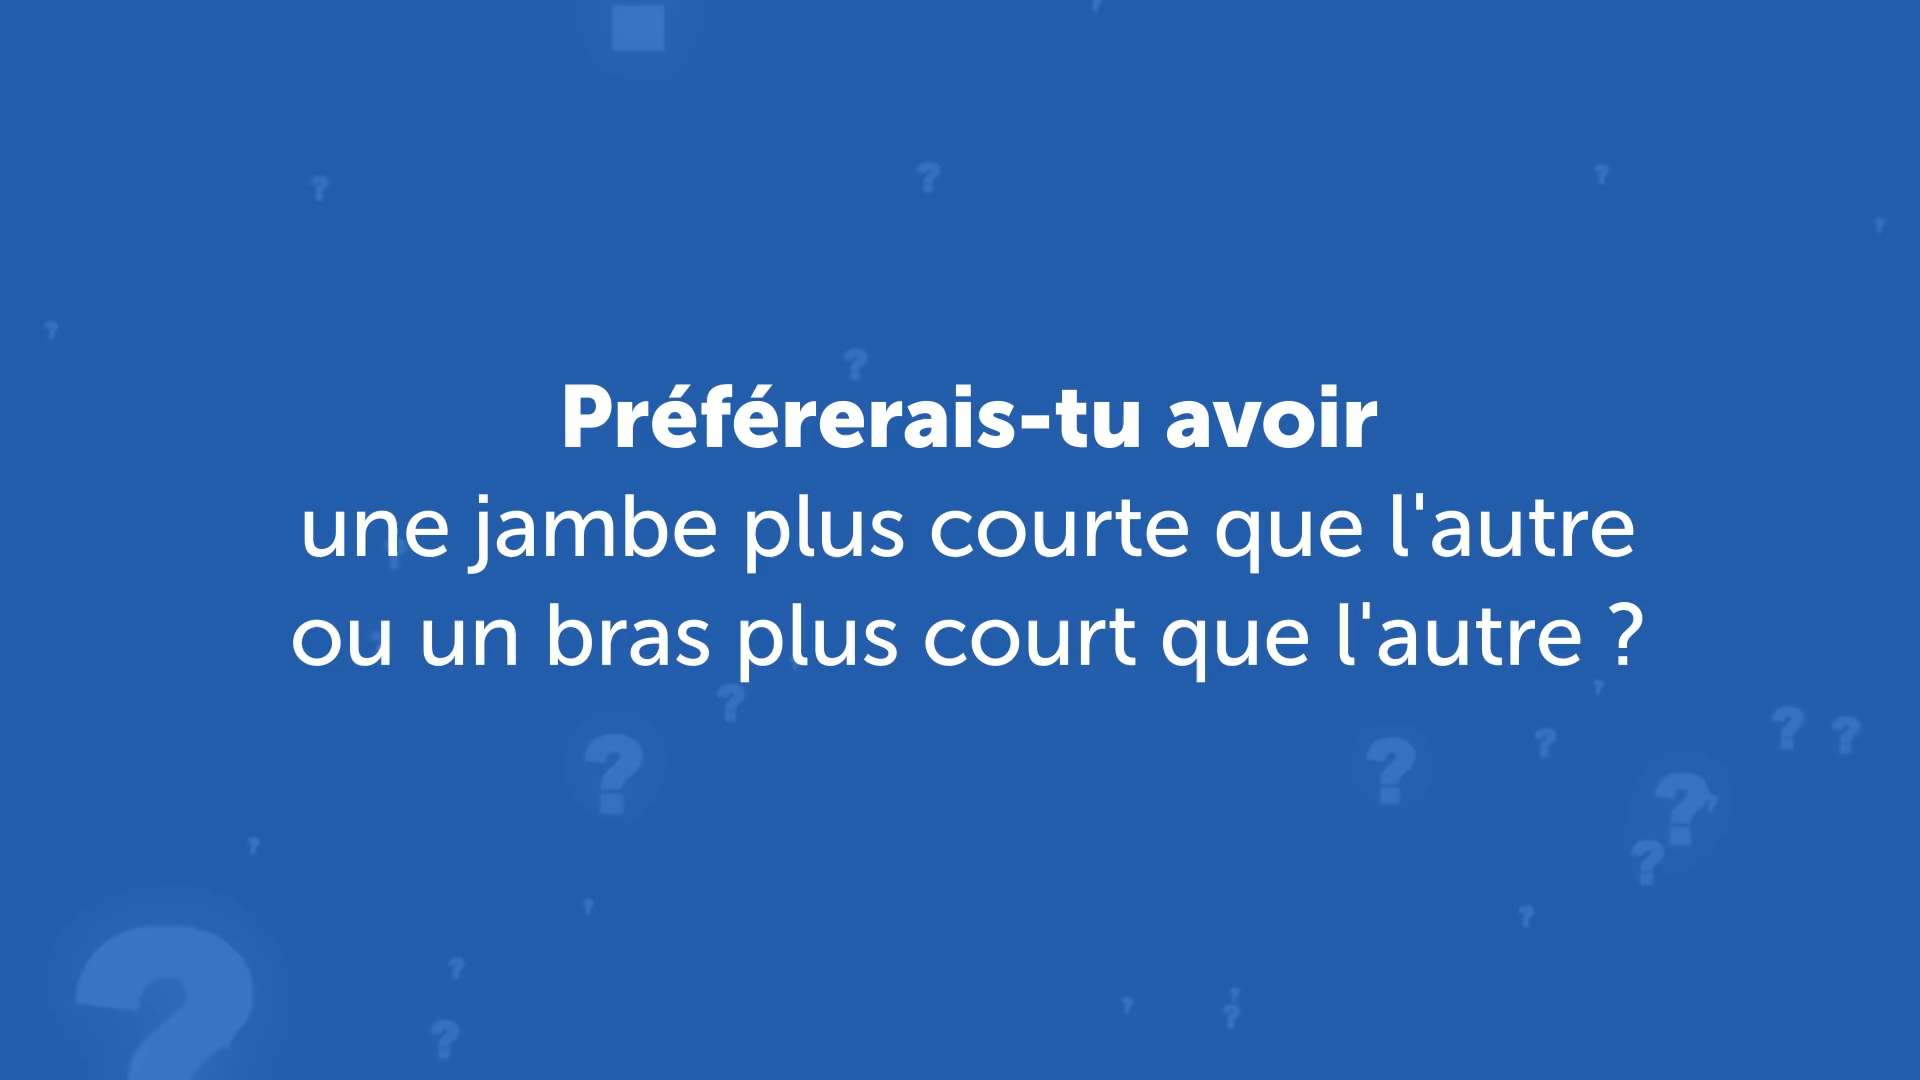 Préférerais-tu avoir
une jambe plus courte que l'autre
ou un bras plus court que l'autre ?